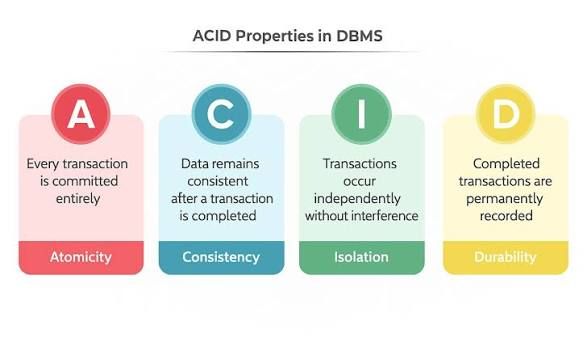 ACID Properties in DBMS
A
Every transaction
is committed
entirely
Atomicity
C
Data remains
consistent
after a transaction
is completed
Consistency
I
Transactions
occur
independently
without interference
Isolation
D
Completed
transactions are
permanently
recorded
Durability